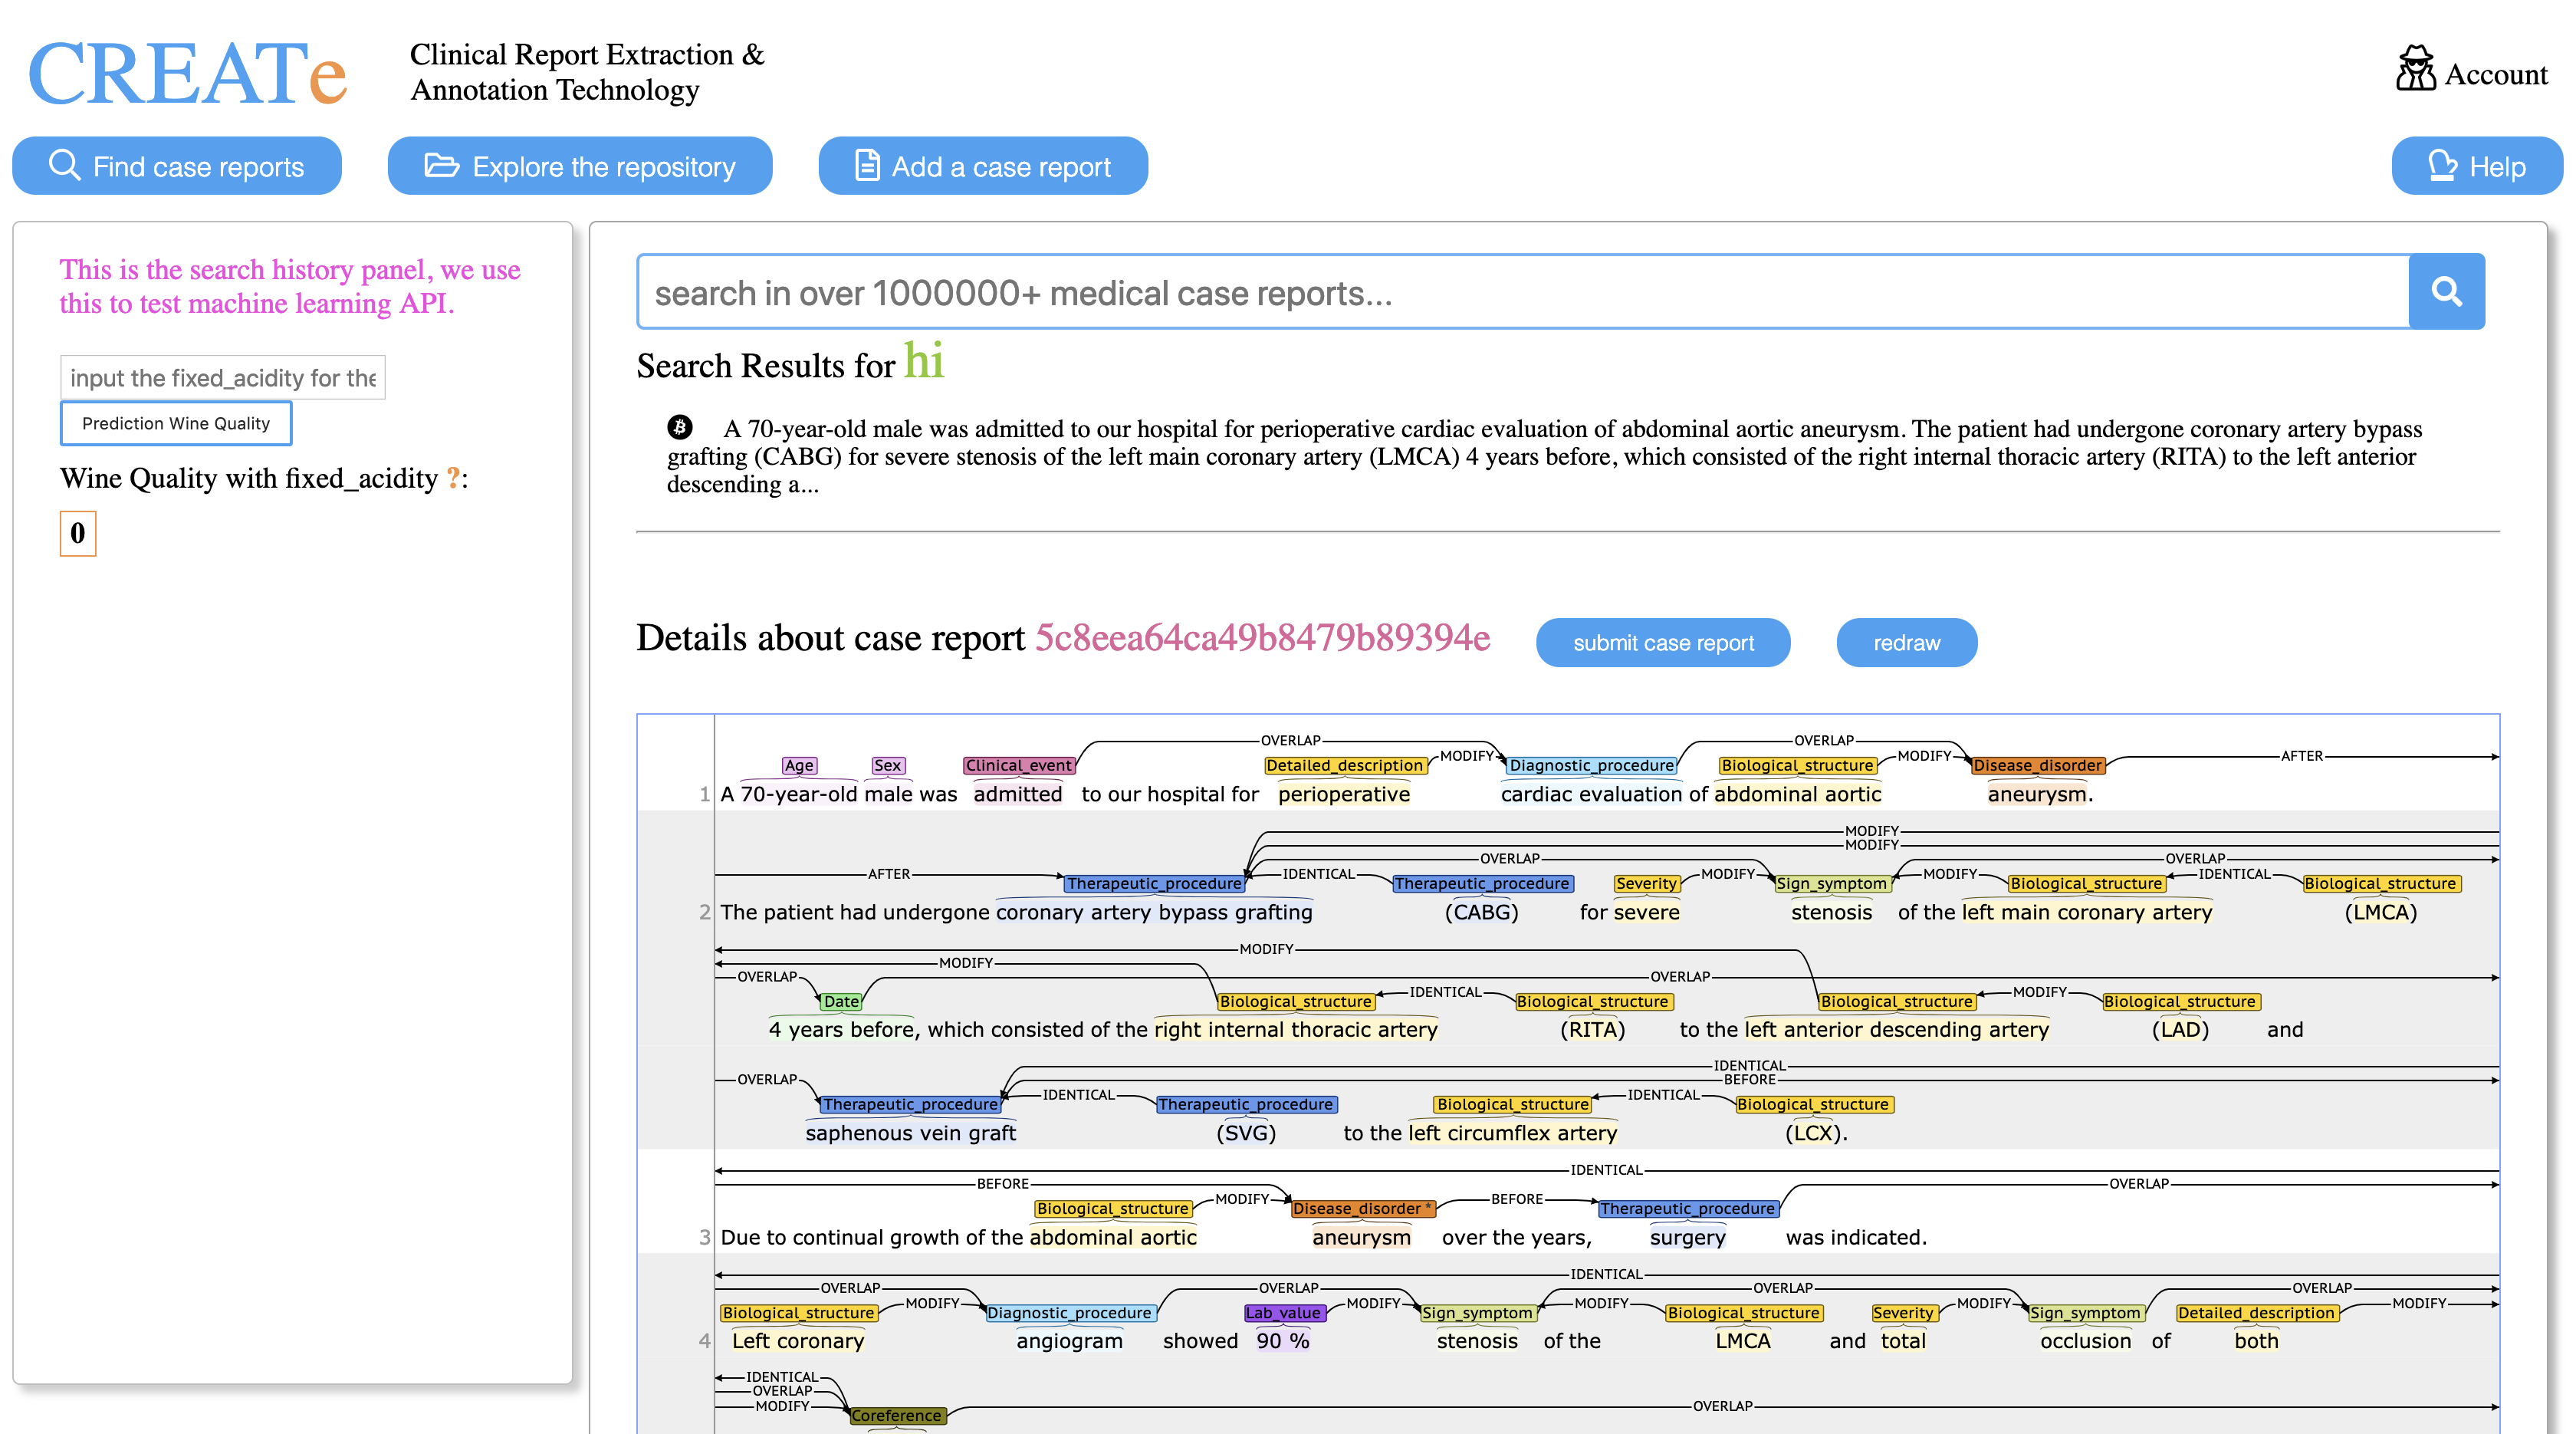 CREATe
Clinical Report Extraction &
Annotation Technology
Account
Find case reports
Explore the repository
Add a case report
Help
This is the search history panel, we use
this to test machine learning API.
input the fixed_acidity for the
Prediction Wine Quality
Wine Quality with fixed_acidity ?:
0
search in over 1000000+ medical case reports...
Search Results for hi
A 70-year-old male was admitted to our hospital for perioperative cardiac evaluation of abdominal aortic aneurysm. The patient had undergone coronary artery bypass
grafting (CABG) for severe stenosis of the left main coronary artery (LMCA) 4 years before, which consisted of the right internal thoracic artery (RITA) to the left anterior
descending a...
Details about case report 5c8eea64ca49b8479b89394e
submit case report
redraw
OVERLAP OVERLAP
MODIFY MODIFY AFTER
Age Sex Clinical_event Detailed_description Diagnostic_procedure Biological_structure Disease_disorder
1 A 70-year-old male was admitted to our hospital for perioperative cardiac evaluation of abdominal aortic aneurysm.
MODIFY
MODIFY
OVERLAP OVERLAP
AFTER IDENTICAL MODIFY MODIFY IDENTICAL
Therapeutic_procedure Therapeutic_procedure Severity Sign_symptom Biological_structure Biological_structure
2 The patient had undergone coronary artery bypass grafting (CABG) for severe stenosis of the left main coronary artery (LMCA)
MODIFY
MODIFY
OVERLAP OVERLAP
IDENTICAL MODIFY
Date Biological_structure Biological_structure Biological_structure Biological_structure
4 years before, which consisted of the right internal thoracic artery (RITA) to the left anterior descending artery (LAD) and
IDENTICAL
OVERLAP BEFORE
IDENTICAL IDENTICAL
Therapeutic_procedure Therapeutic_procedure Biological_structure Biological_structure
saphenous vein graft (SVG) to the left circumflex artery (LCX).
IDENTICAL
BEFORE OVERLAP
MODIFY BEFORE
Biological_structure Disease_disorder * Therapeutic_procedure
3 Due to continual growth of the abdominal aortic aneurysm over the years, surgery was indicated.
IDENTICAL
OVERLAP OVERLAP OVERLAP OVERLAP
MODIFY MODIFY MODIFY MODIFY MODIFY
Biological_structure Diagnostic_procedure Lab_value Sign_symptom Biological_structure Severity Sign_symptom Detailed_description
4 Left coronary angiogram showed 90 % stenosis of the LMCA and total occlusion of both
IDENTICAL
OVERLAP
MODIFY OVERLAP
Coreference